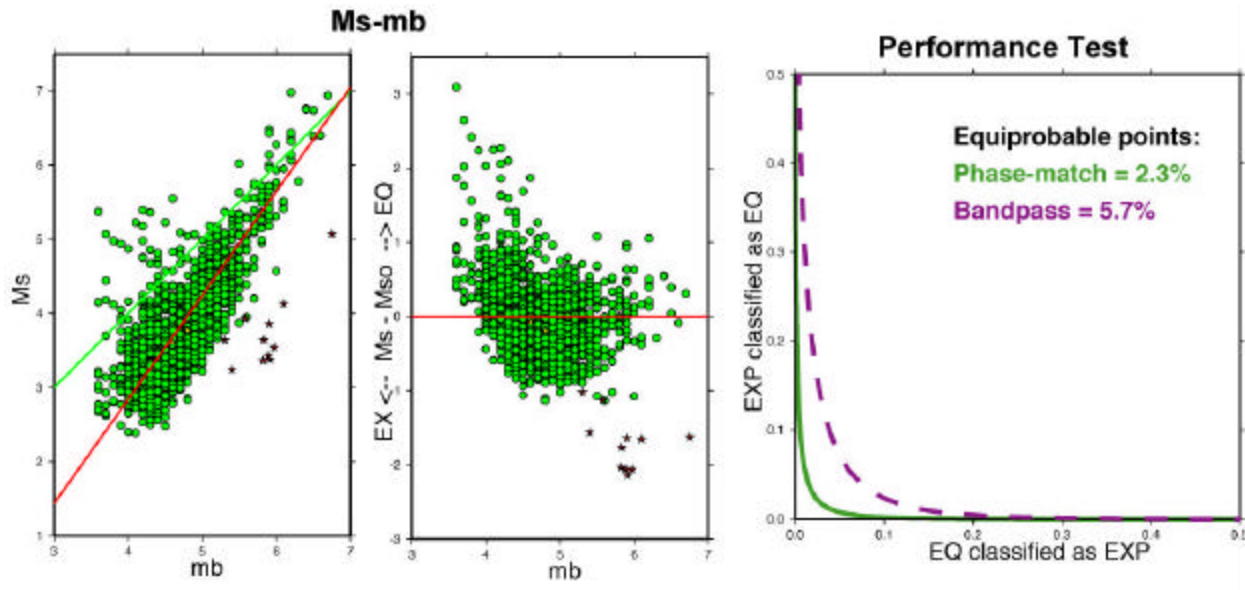 Ms-mb
Ms
7
6
5
4
3
2
1
3 4 5 6 7
mb
EX <-- Ms - Mso --> EQ
3
2
1
0
-1
-2
-3
3 4 5 6 7
mb
Performance Test
EXP classified as EQ
0.5
0.4
0.3
0.2
0.1
0.0
Equiprobable points:
Phase-match = 2.3%
Bandpass = 5.7%
0.0 0.1 0.2 0.3 0.4 0.5
EQ classified as EXP